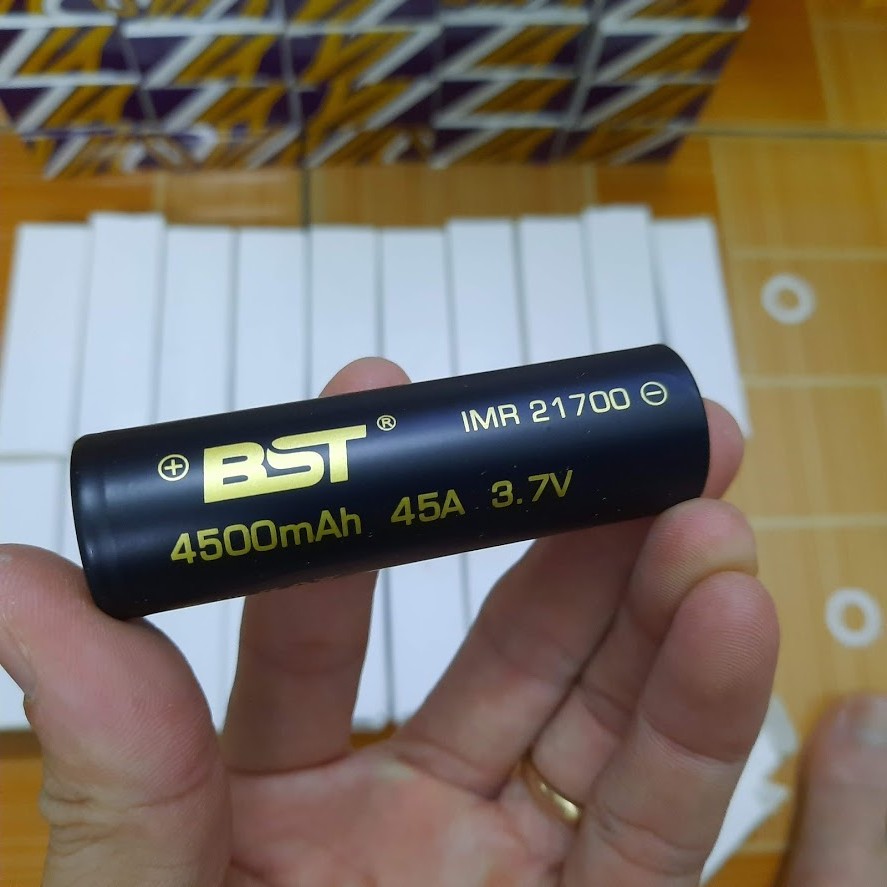 ⊕ BST® IMR 21700 ⊖
4500mAh 45A 3.7V